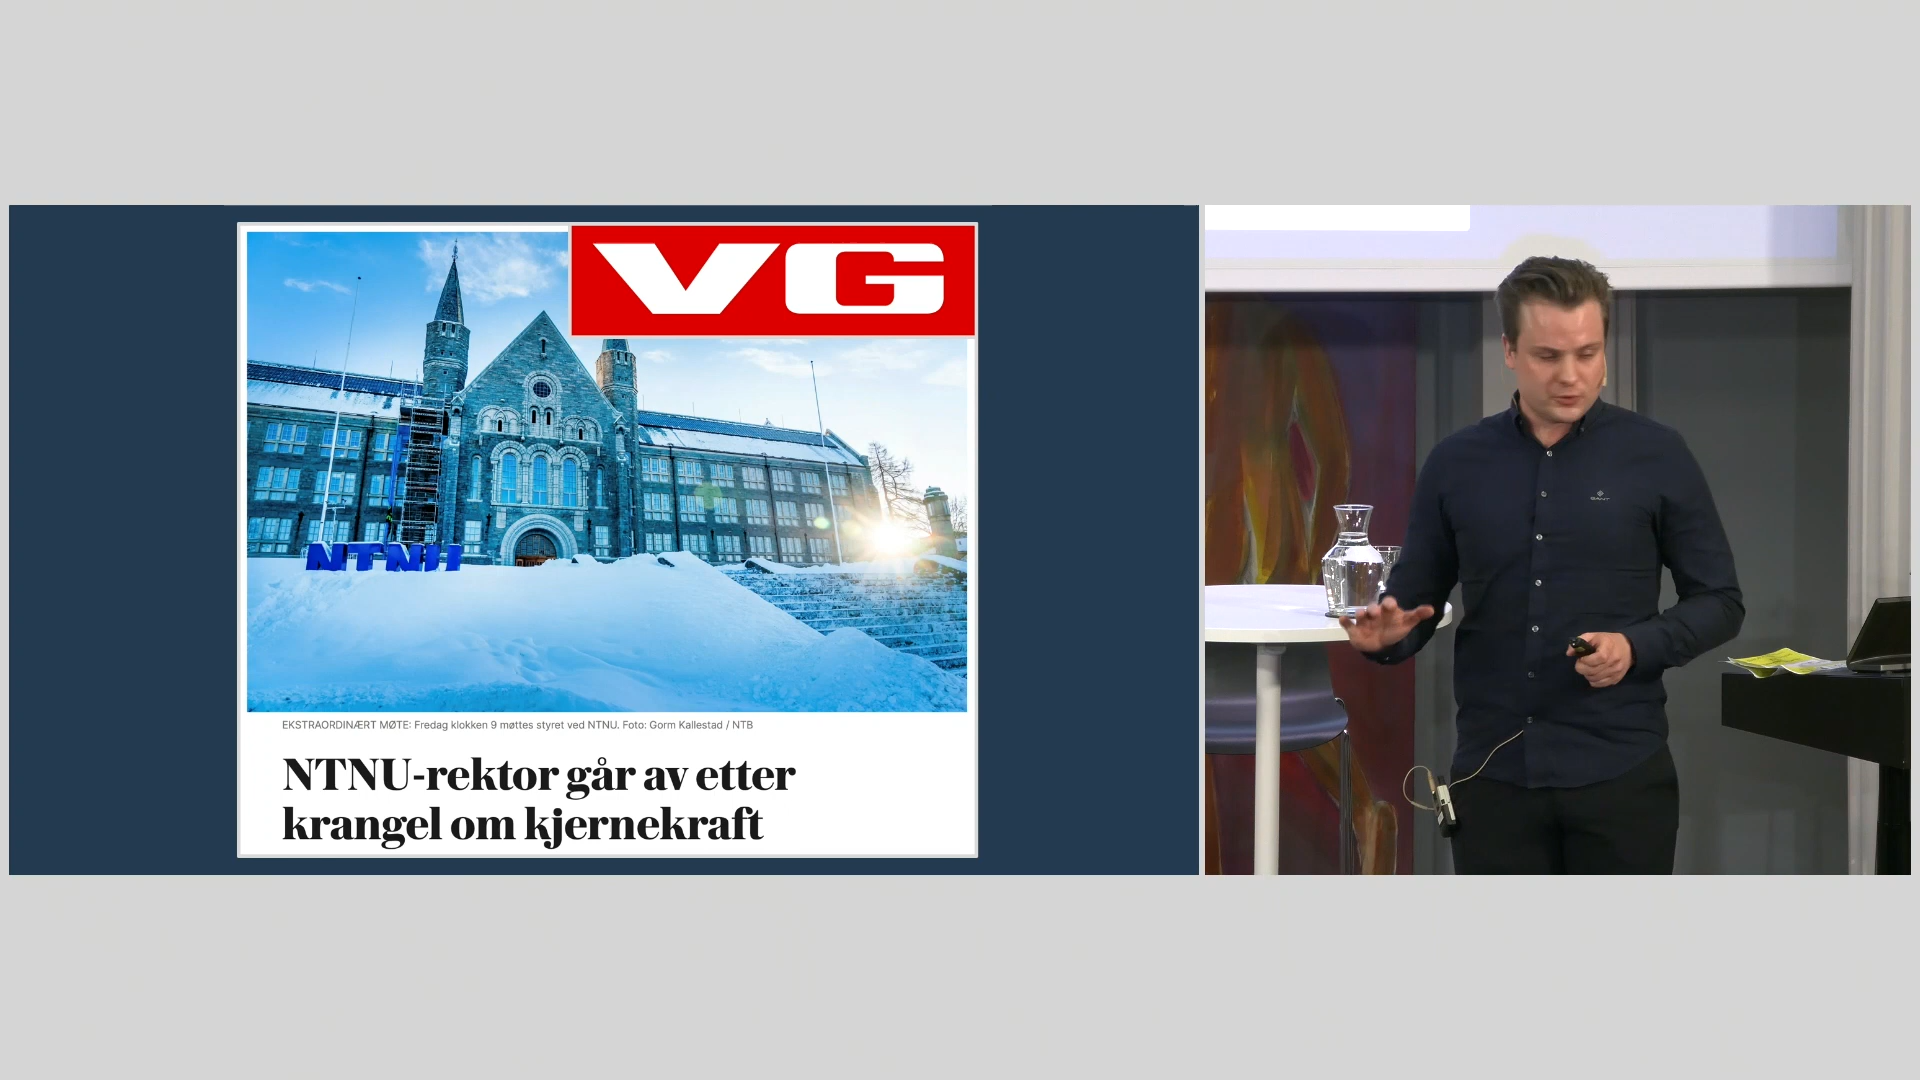 VG
NTNU
EKSTRAORDINÆRT MØTE: Fredag klokken 9 møttes styret ved NTNU. Foto: Gorm Kallestad / NTB
NTNU-rektor går av etter
krangel om kjernekraft
GANT